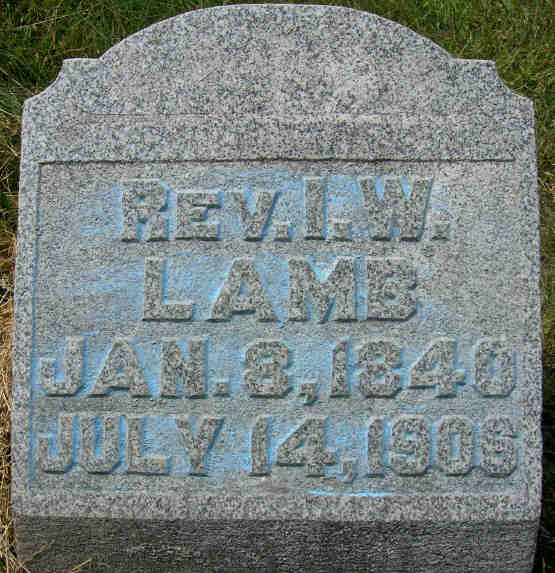 REV. I. W.
LAMB
JAN. 8, 1840
JULY 14, 1906